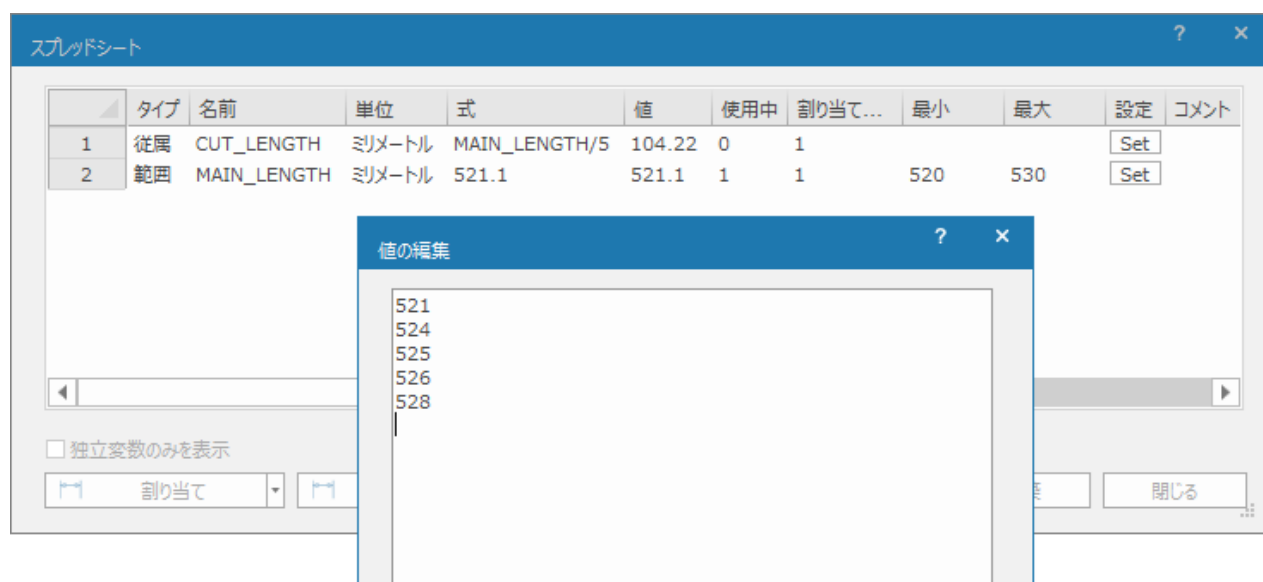 スプレッドシート ? ×
タイプ 名前 単位 式 値 使用中 割り当て... 最小 最大 設定 コメント
1 従属 CUT_LENGTH ミリメートル MAIN_LENGTH/5 104.22 0 1 Set
2 範囲 MAIN_LENGTH ミリメートル 521.1 521.1 1 1 520 530 Set
値の編集 ? ×
521
524
525
526
528
独立変数のみを表示
割り当て 閉じる